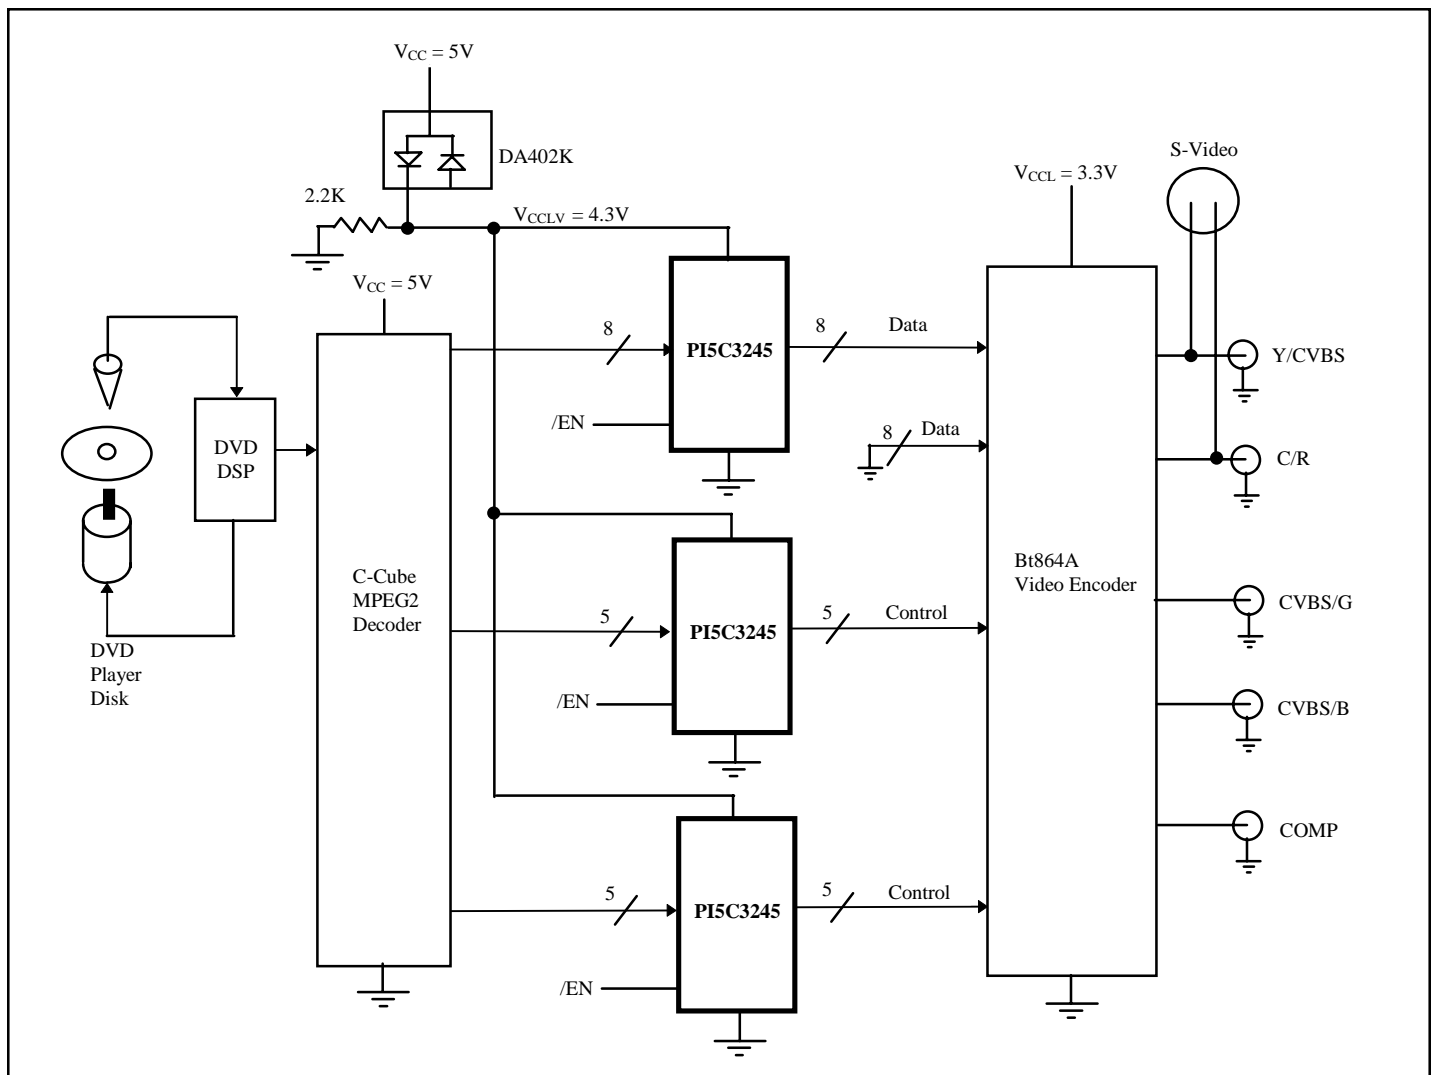 V_CC = 5V
DA402K
S-Video
V_CCL = 3.3V
2.2K
V_CCLV = 4.3V
V_CC = 5V
8
PI5C3245
8
Data
Y/CVBS
/EN
8
Data
DVD
DSP
C/R
C-Cube
MPEG2
Decoder
Bt864A
Video Encoder
5
PI5C3245
5
Control
CVBS/G
DVD
Player
Disk
/EN
CVBS/B
COMP
5
PI5C3245
5
Control
/EN